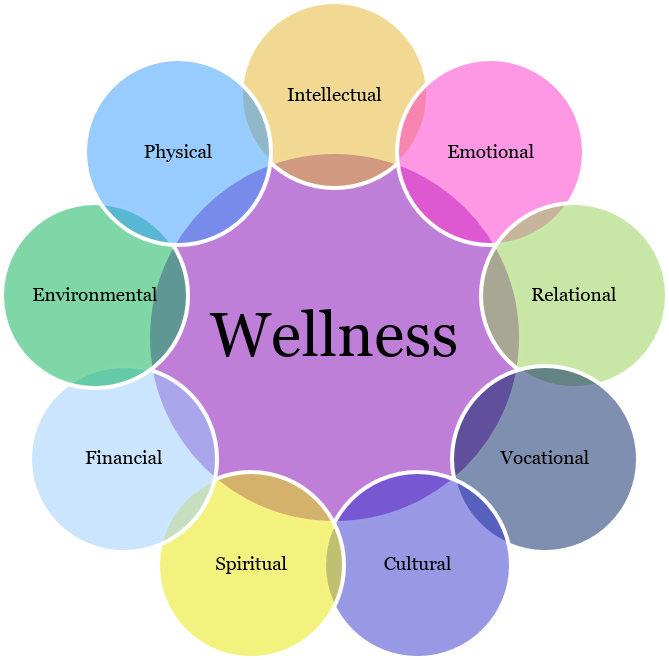 Intellectual
Physical
Emotional
Environmental
Relational
Wellness
Financial
Vocational
Spiritual
Cultural